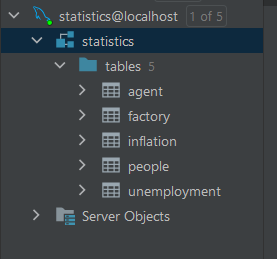 statistics@localhost 1 of 5
statistics
tables 5
agent
factory
inflation
people
unemployment
Server Objects